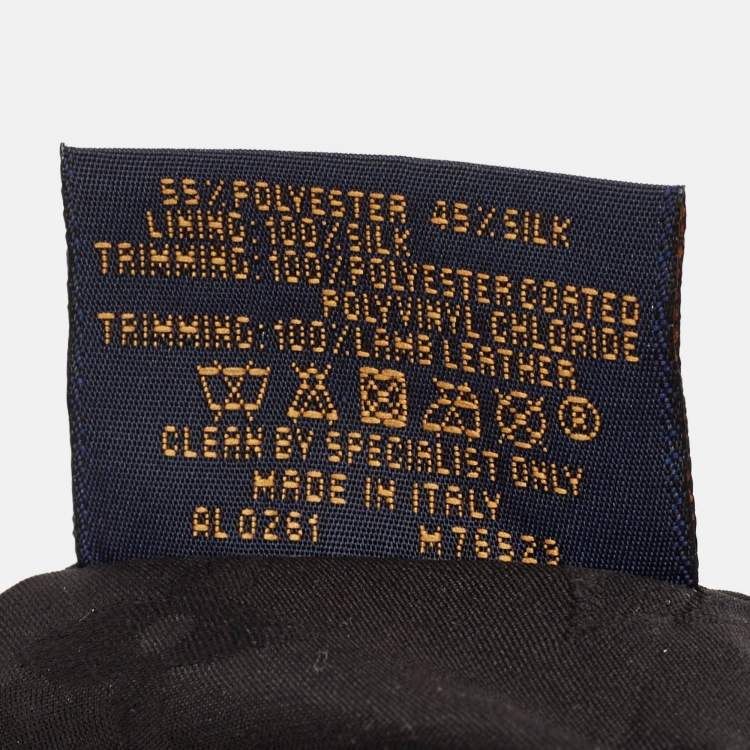 55%POLYESTER 45%SILK
LINING:100%SILK
TRIMMING:100%POLYESTER COATED
POLYVINYL CHLORIDE
TRIMMING:100%LAMB LEATHER
CLEAN BY SPECIALIST ONLY
MADE IN ITALY
AL0261 M78529